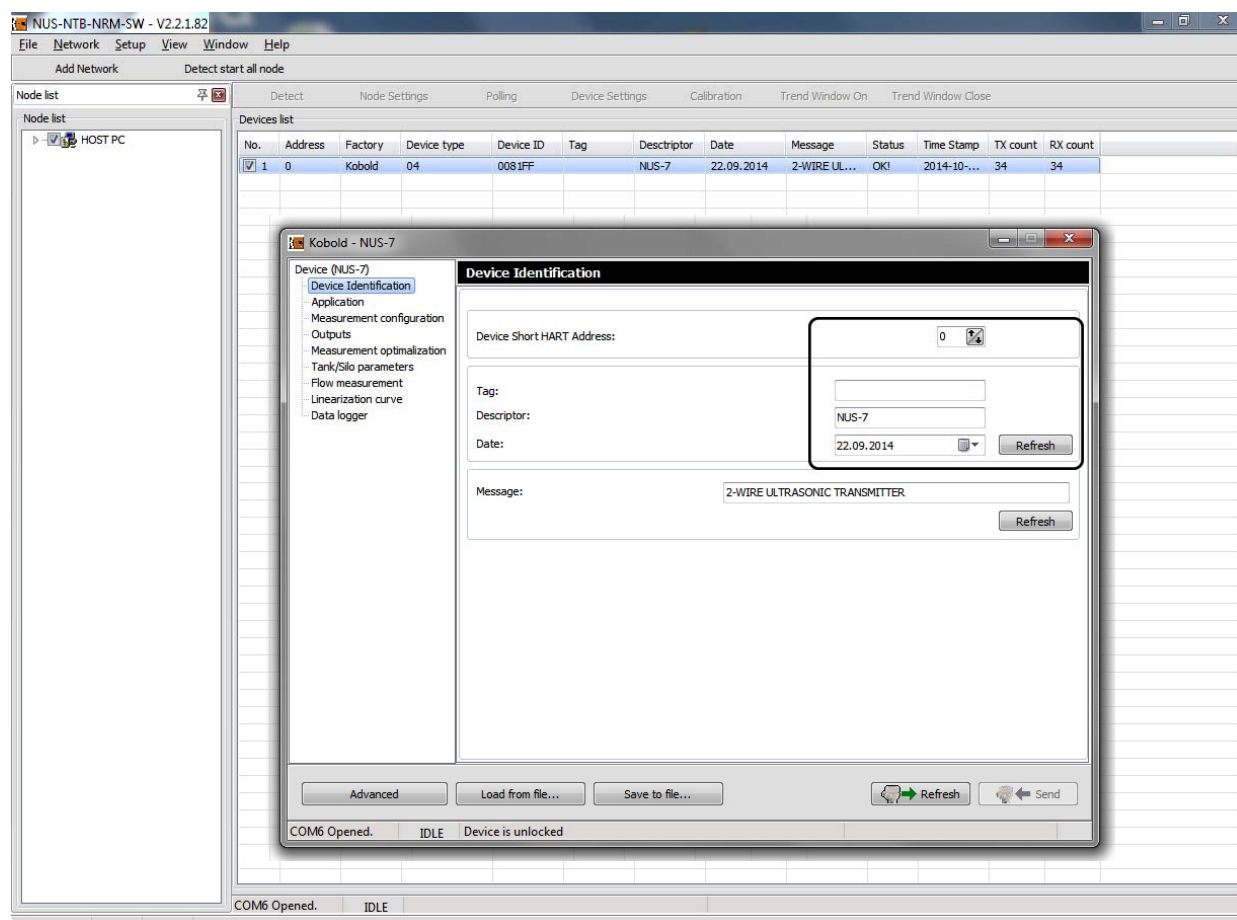 NUS-NTB-NRM-SW - V2.2.1.82
File Network Setup View Window Help
Add Network Detect start all node
Node list
Node list
HOST PC
Detect Node Settings Polling Device Settings Calibration Trend Window On Trend Window Close
Devices list
No. Address Factory Device type Device ID Tag Desctriptor Date Message Status Time Stamp TX count RX count
1 0 Kobold 04 0081FF NUS-7 22.09.2014 2-WIRE UL... OK! 2014-10-... 34 34
Kobold - NUS-7
Device (NUS-7)
Device Identification
Application
Measurement configuration
Outputs
Measurement optimalization
Tank/Silo parameters
Flow measurement
Linearization curve
Data logger
Device Identification
Device Short HART Address: 0
Tag:
Descriptor: NUS-7
Date: 22.09.2014 Refresh
Message: 2-WIRE ULTRASONIC TRANSMITTER
Refresh
Advanced Load from file... Save to file... Refresh Send
COM6 Opened. IDLE Device is unlocked
COM6 Opened. IDLE